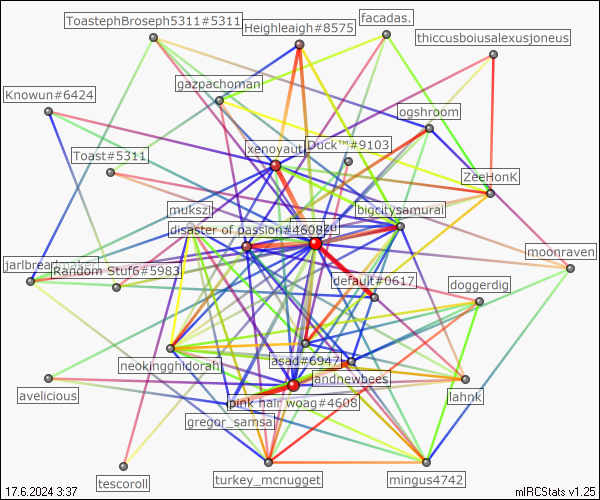 ToastephBroseph5311#5311
Heighleaigh#8575
facadas.
thiccusboiusalexusjoneus
gazpachoman
Knowun#6424
ogshroom
xenoyaut
Duck™#9103
Toast#5311
ZeeHonK
mukszi
bigcitysamurai
disaster of passion#4608
moonraven
jarlbreadmaker
Random Stuf6#5983
default#0617
doggerdig
asad#6947
neokingghidorah
landnewbees
avelicious
lahnk
pink hair woag#4608
gregor_samsa
tescoroll
turkey_mcnugget
mingus4742
17.6.2024 3:37
mIRCStats v1.25